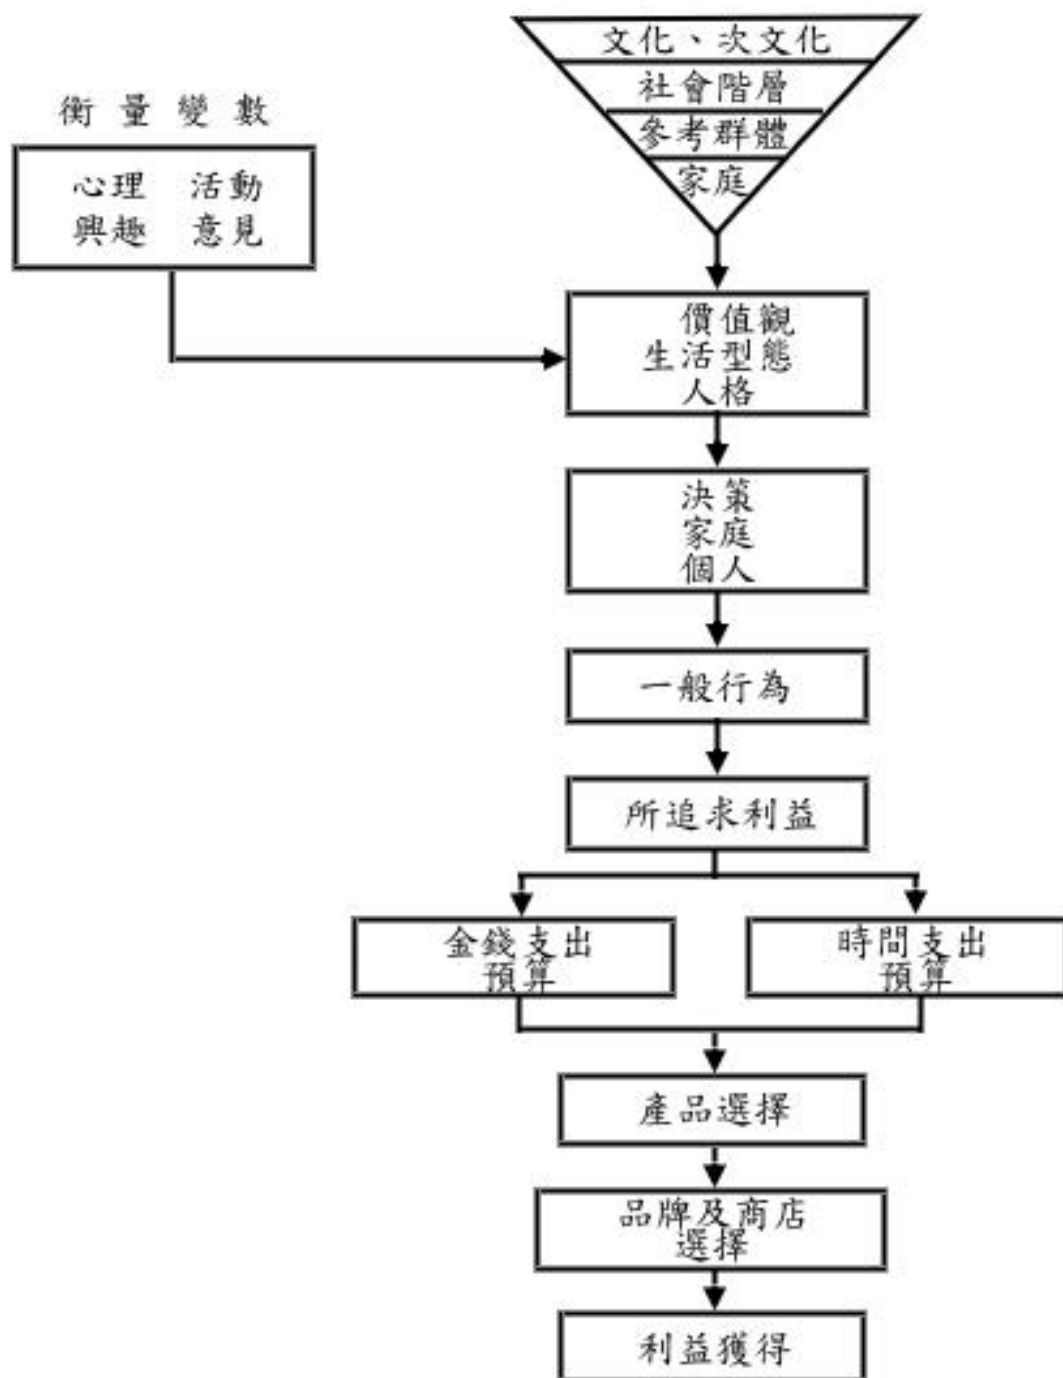 文化、次文化
社會階層
參考群體
家庭
衡量變數
心理 活動
興趣 意見
價值觀
生活型態
人格
決策
家庭
個人
一般行為
所追求利益
金錢支出
預算
時間支出
預算
產品選擇
品牌及商店
選擇
利益獲得